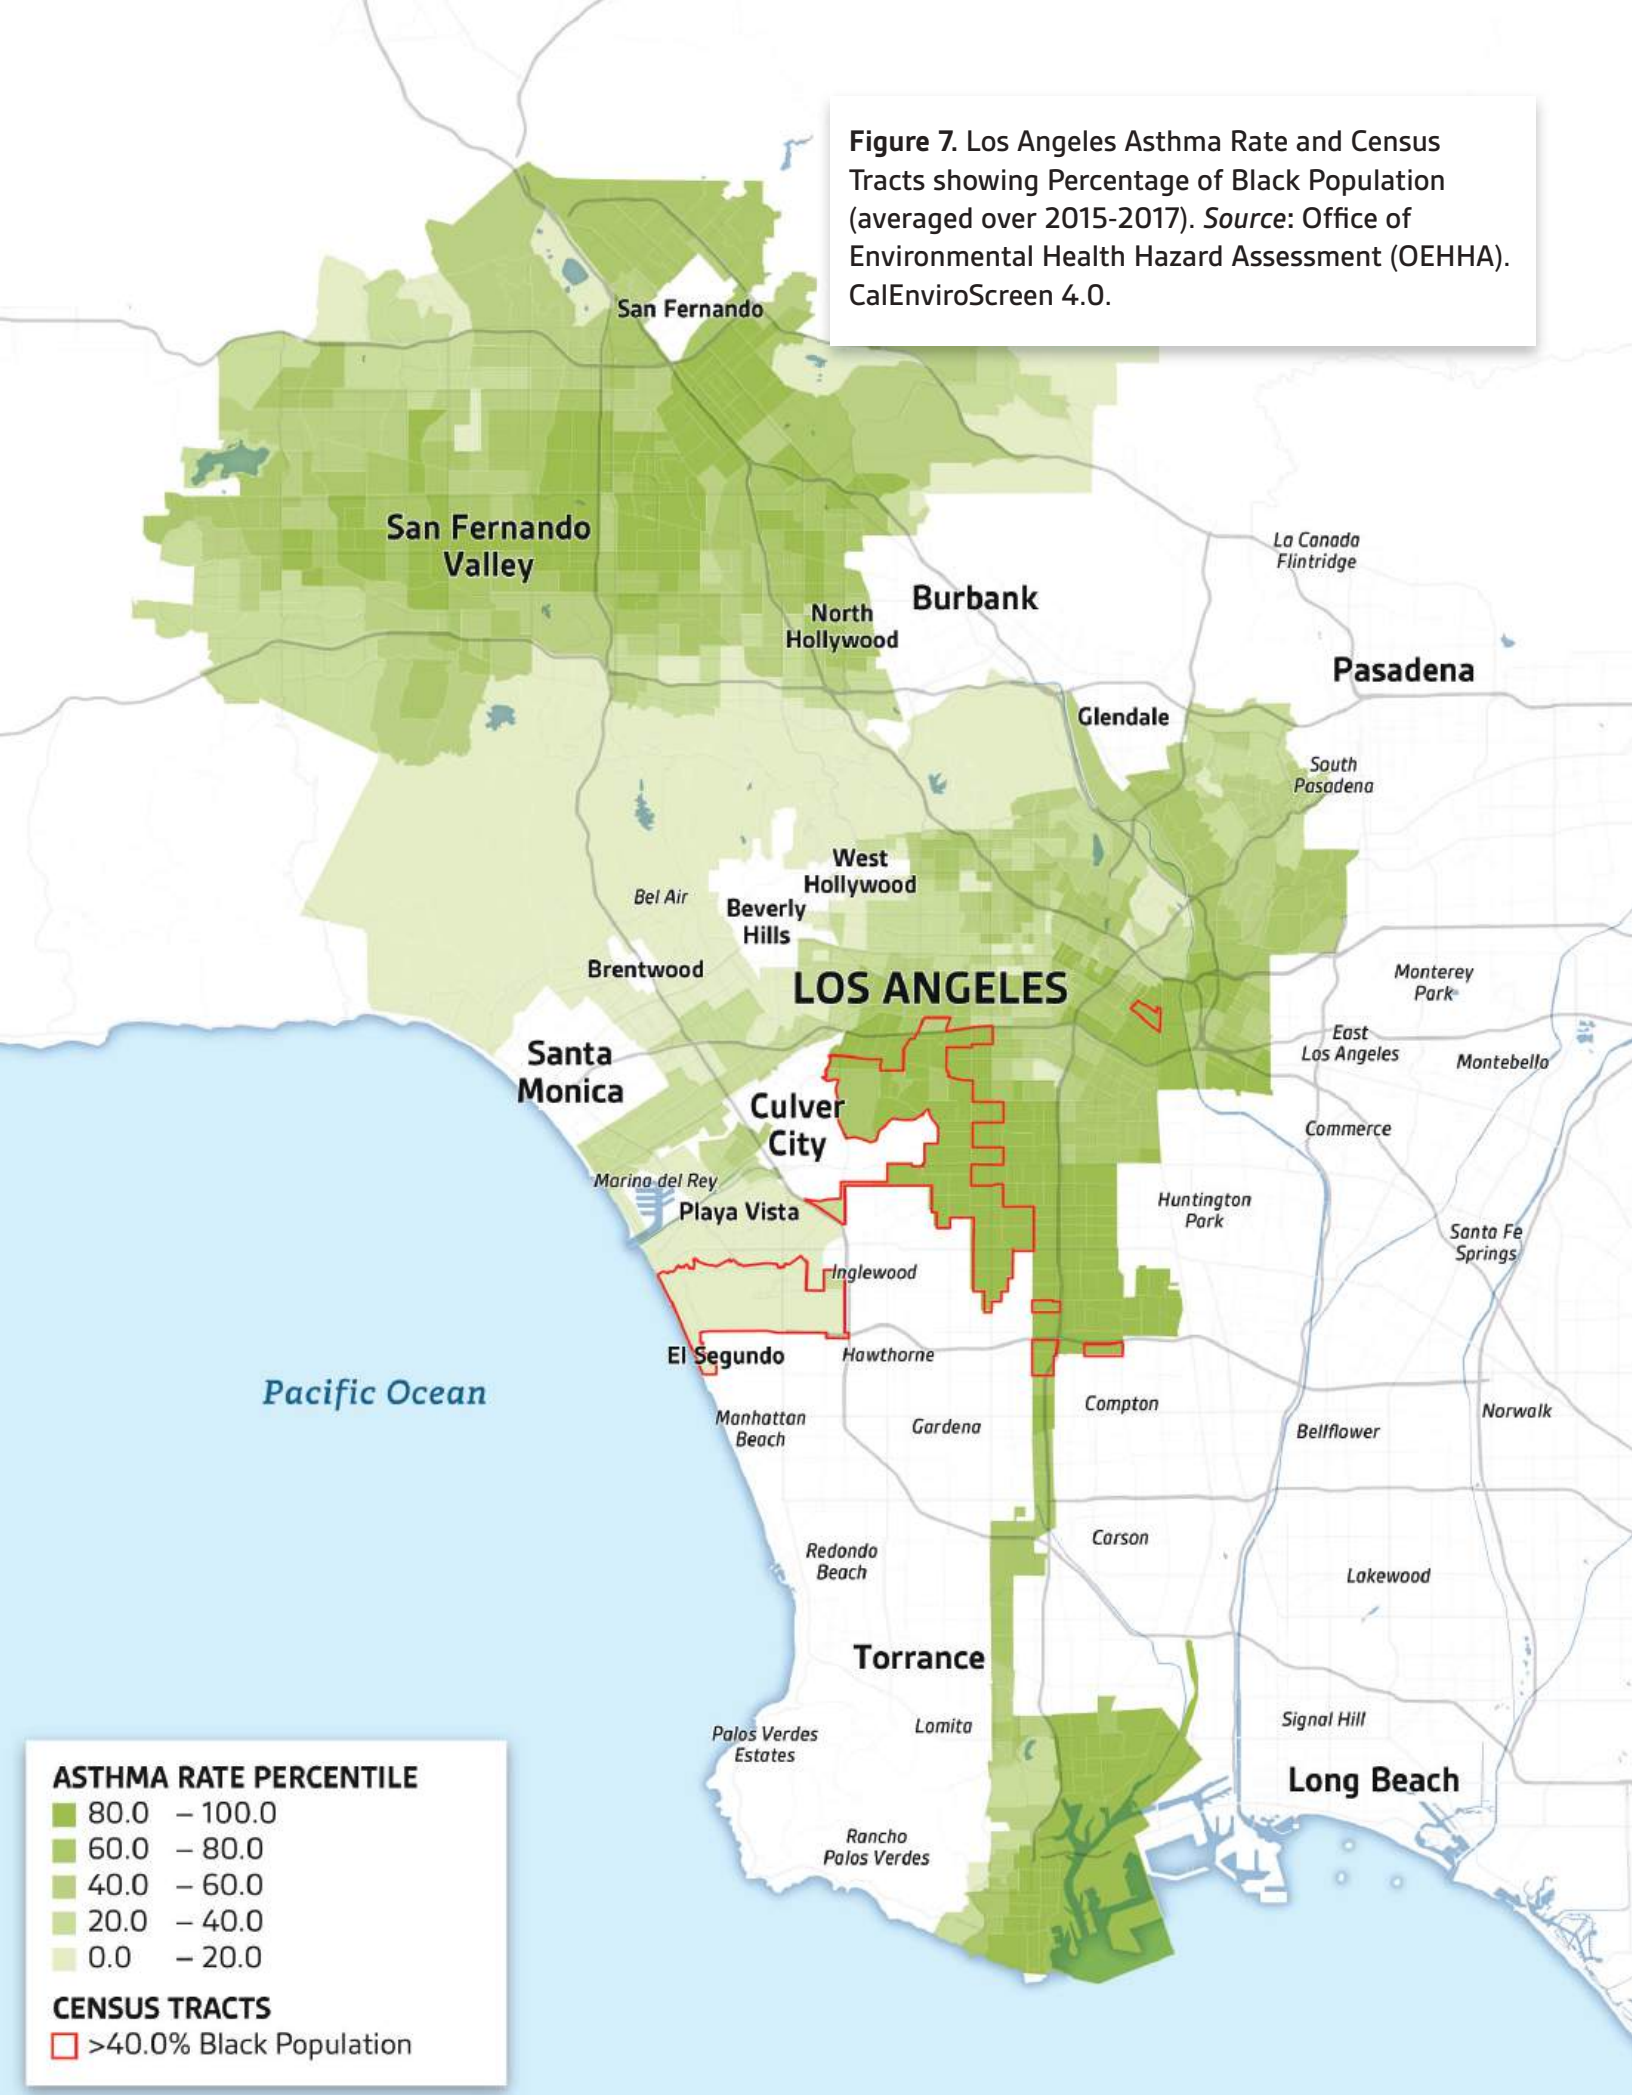 Figure 7. Los Angeles Asthma Rate and Census
Tracts showing Percentage of Black Population
(averaged over 2015-2017). Source: Office of
Environmental Health Hazard Assessment (OEHHA).
CalEnviroScreen 4.0.
San Fernando
San Fernando
Valley
La Canada
Flintridge
Burbank
North
Hollywood
Pasadena
Glendale
South
Pasadena
West
Hollywood
Bel Air
Beverly
Hills
Brentwood
LOS ANGELES
Monterey
Park
East
Los Angeles
Montebello
Santa
Monica
Culver
City
Commerce
Marina del Rey
Playa Vista
Huntington
Park
Santa Fe
Springs
Inglewood
El Segundo
Hawthorne
Pacific Ocean
Manhattan
Beach
Gardena
Compton
Bellflower
Norwalk
Redondo
Beach
Carson
Lakewood
Torrance
Palos Verdes
Estates
Lomita
Signal Hill
Long Beach
Rancho
Palos Verdes
ASTHMA RATE PERCENTILE
80.0 – 100.0
60.0 – 80.0
40.0 – 60.0
20.0 – 40.0
0.0 – 20.0
CENSUS TRACTS
>40.0% Black Population